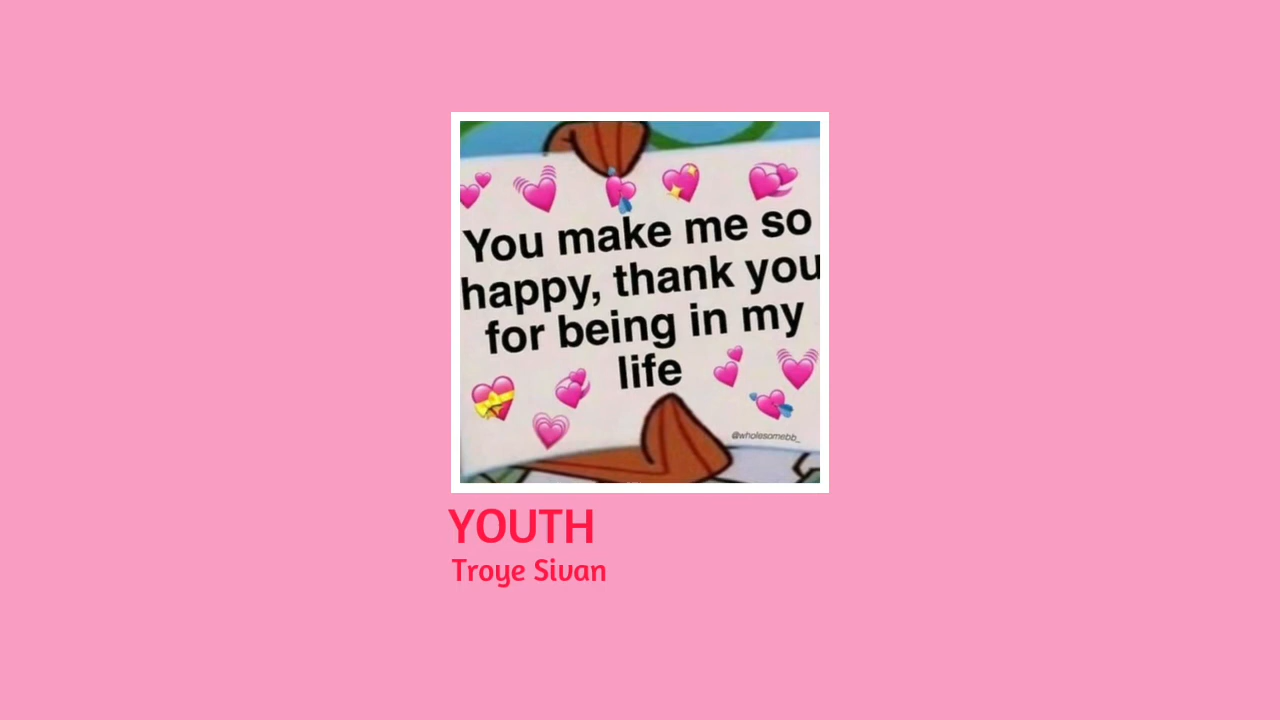 You make me so
happy, thank you
for being in my
life
@wholesomebb_
YOUTH
Troye Sivan